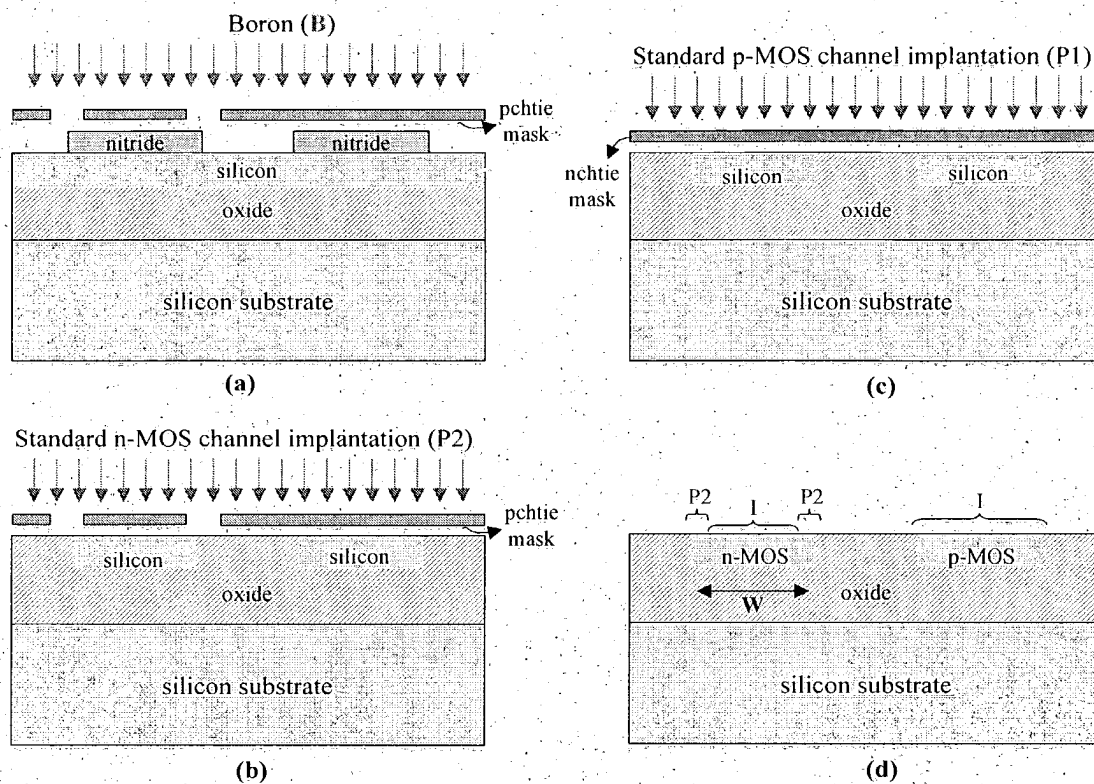 Boron (B)
pchtie
mask
nitride
nitride
silicon
oxide
silicon substrate
(a)
Standard n-MOS channel implantation (P2)
pchtie
mask
silicon
silicon
oxide
silicon substrate
(b)
Standard p-MOS channel implantation (P1)
nchtie
mask
silicon
silicon
oxide
silicon substrate
(c)
P2
I
P2
I
n-MOS
p-MOS
W
oxide
silicon substrate
(d)